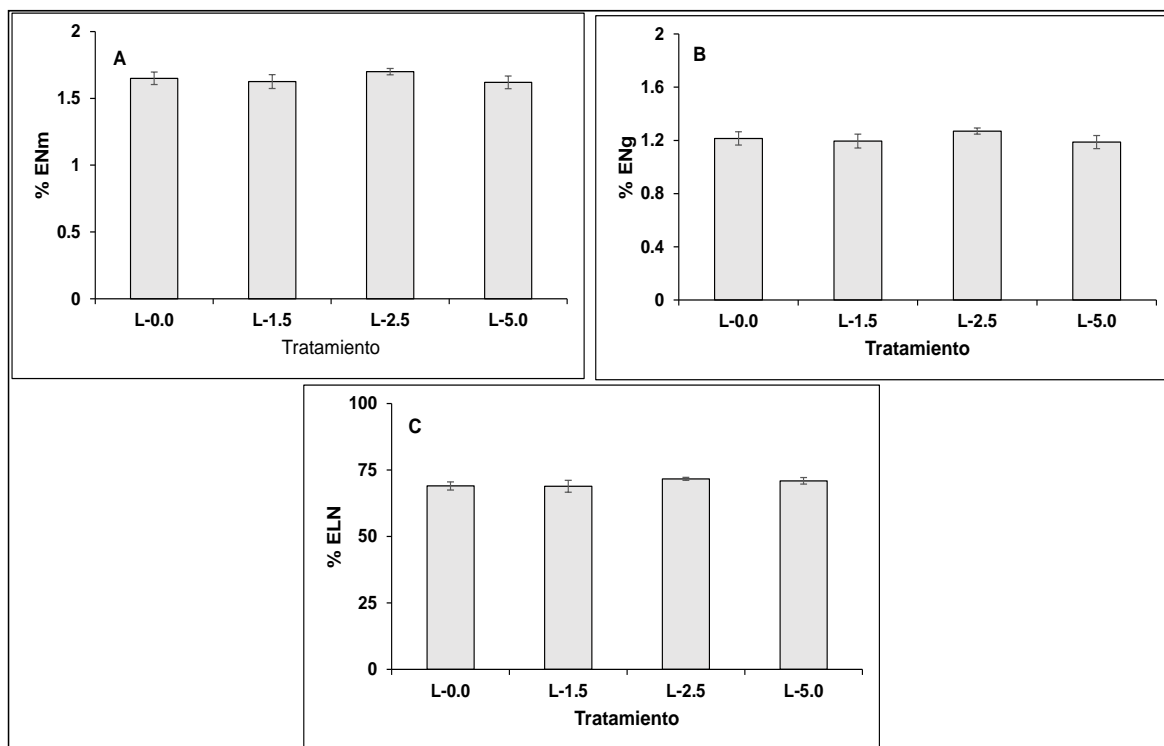 A
% ENm
2
1.5
1
0.5
0
L-0.0 L-1.5 L-2.5 L-5.0
Tratamiento
B
% ENg
2
1.6
1.2
0.8
0.4
0
L-0.0 L-1.5 L-2.5 L-5.0
Tratamiento
C
% ELN
100
75
50
25
0
L-0.0 L-1.5 L-2.5 L-5.0
Tratamiento